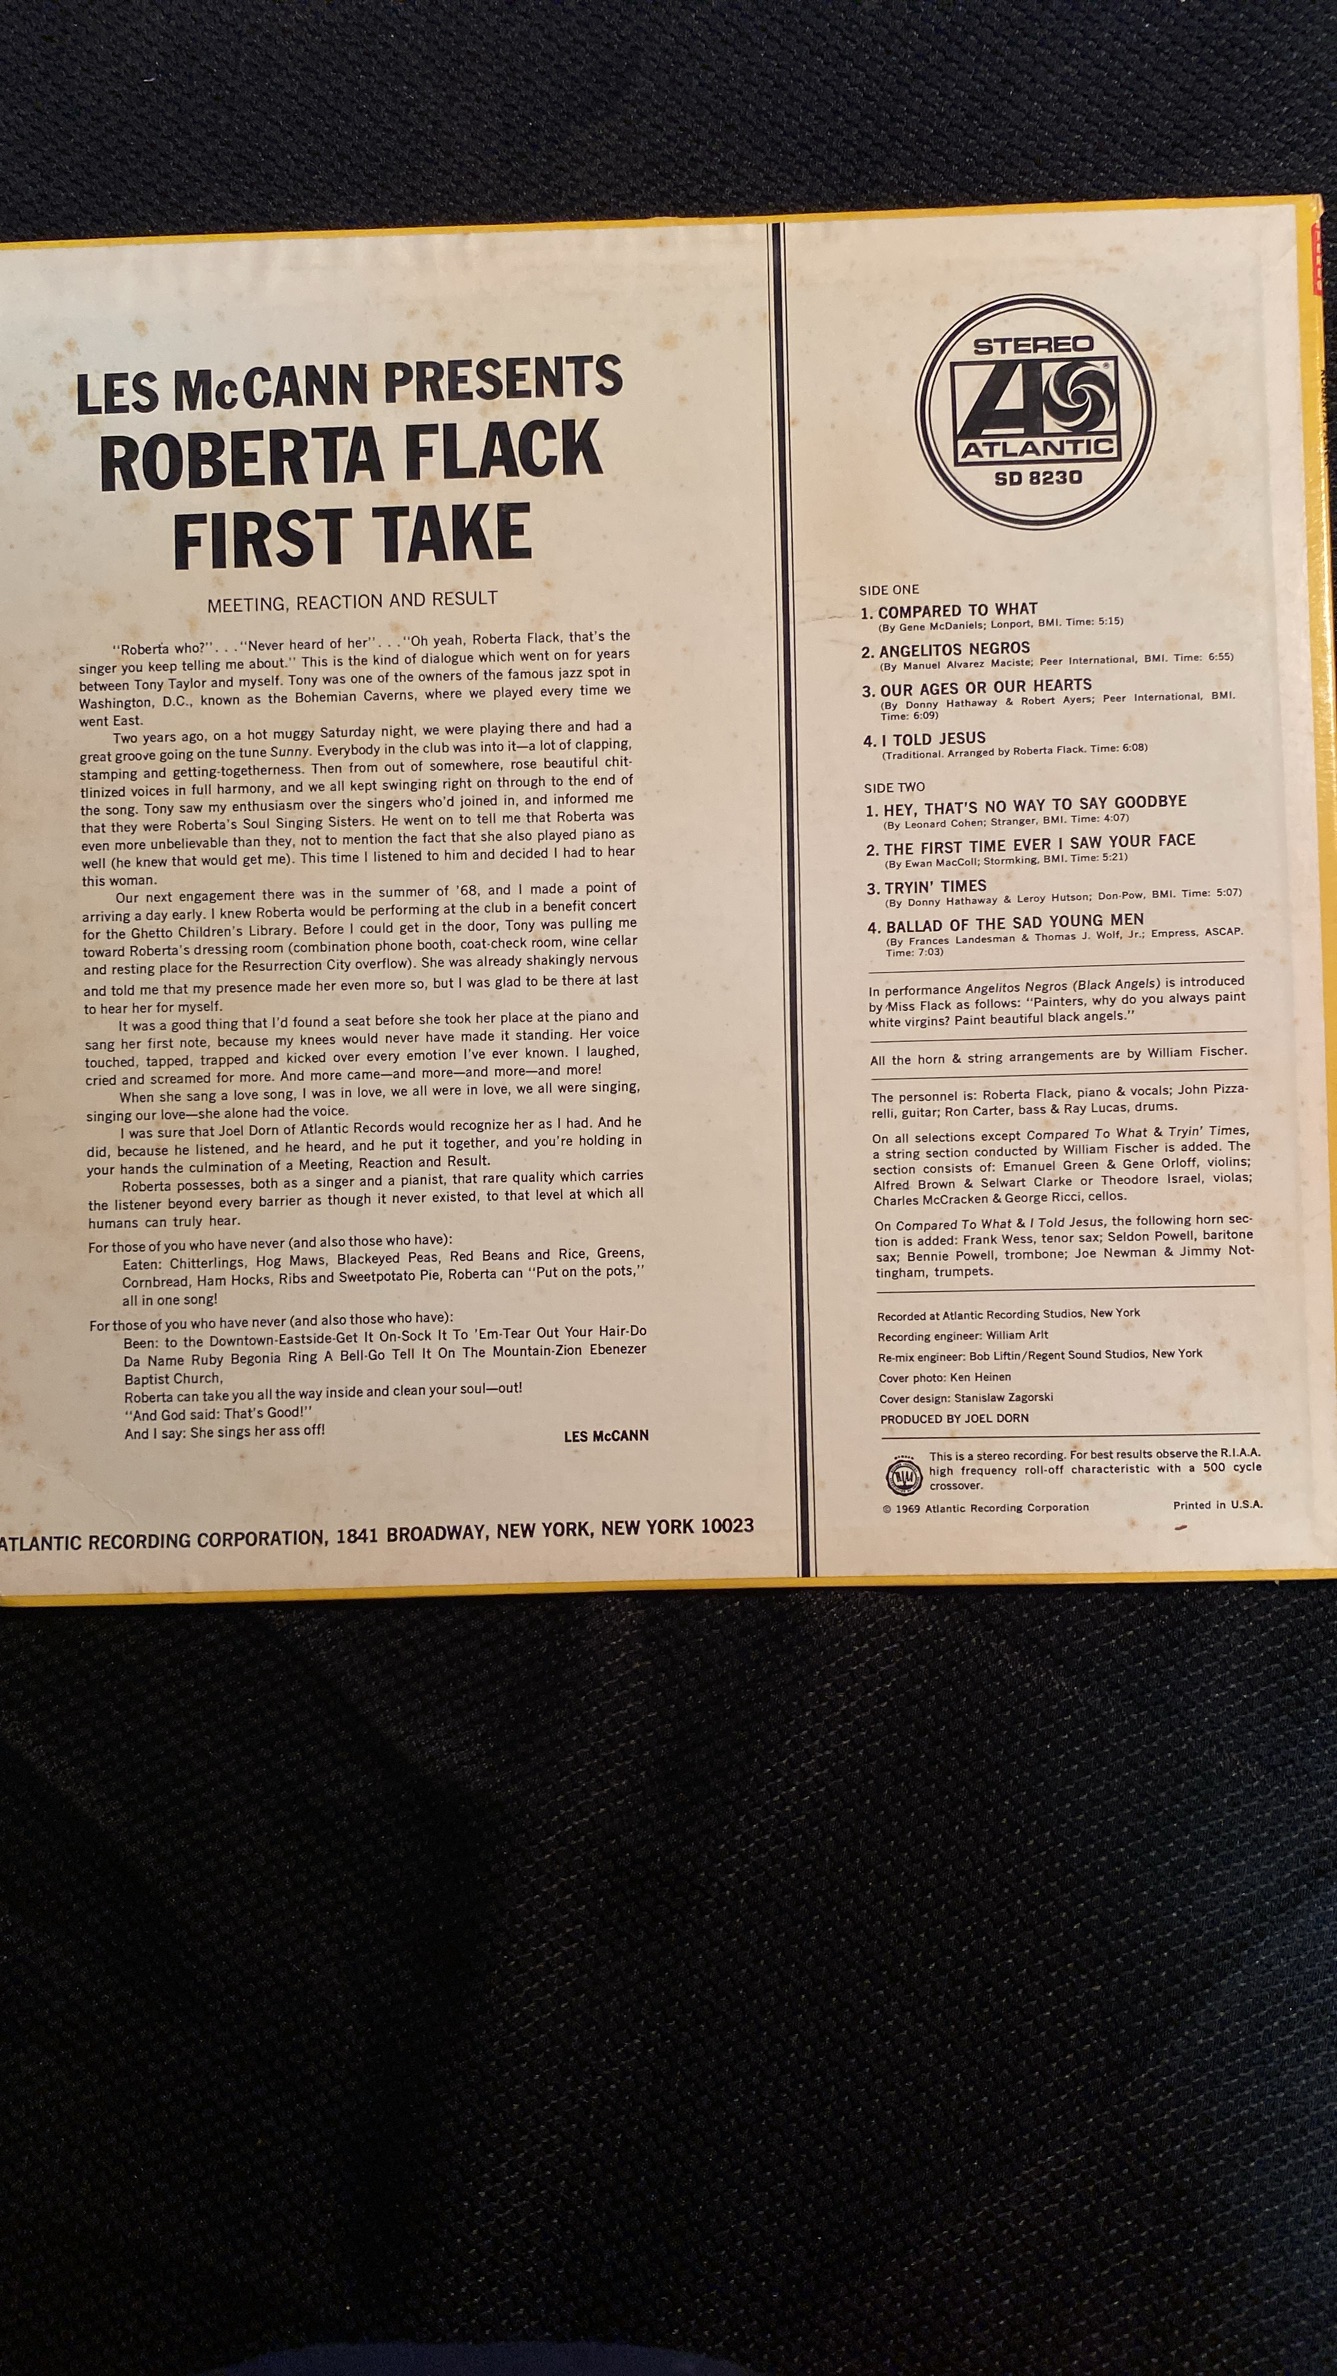 LES McCANN PRESENTS
ROBERTA FLACK
FIRST TAKE
MEETING, REACTION AND RESULT
"Roberta who?". . ."Never heard of her". . ."Oh yeah, Roberta Flack, that's the
singer you keep telling me about." This is the kind of dialogue which went on for years
between Tony Taylor and myself. Tony was one of the owners of the famous jazz spot in
Washington, D.C., known as the Bohemian Caverns, where we played every time we
went East.
Two years ago, on a hot muggy Saturday night, we were playing there and had a
great groove going on the tune Sunny. Everybody in the club was into it—a lot of clapping,
stamping and getting-togetherness. Then from out of somewhere, rose beautiful chit-
tlinized voices in full harmony, and we all kept swinging right on through to the end of
the song. Tony saw my enthusiasm over the singers who'd joined in, and informed me
that they were Roberta's Soul Singing Sisters. He went on to tell me that Roberta was
even more unbelievable than they, not to mention the fact that she also played piano as
well (he knew that would get me). This time I listened to him and decided I had to hear
this woman.
Our next engagement there was in the summer of '68, and I made a point of
arriving a day early. I knew Roberta would be performing at the club in a benefit concert
for the Ghetto Children's Library. Before I could get in the door, Tony was pulling me
toward Roberta's dressing room (combination phone booth, coat-check room, wine cellar
and resting place for the Resurrection City overflow). She was already shakingly nervous
and told me that my presence made her even more so, but I was glad to be there at last
to hear her for myself.
It was a good thing that I'd found a seat before she took her place at the piano and
sang her first note, because my knees would never have made it standing. Her voice
touched, tapped, trapped and kicked over every emotion I've ever known. I laughed,
cried and screamed for more. And more came—and more—and more—and more!
When she sang a love song, I was in love, we all were in love, we all were singing,
singing our love—she alone had the voice.
I was sure that Joel Dorn of Atlantic Records would recognize her as I had. And he
did, because he listened, and he heard, and he put it together, and you're holding in
your hands the culmination of a Meeting, Reaction and Result.
Roberta possesses, both as a singer and a pianist, that rare quality which carries
the listener beyond every barrier as though it never existed, to that level at which all
humans can truly hear.
For those of you who have never (and also those who have):
Eaten: Chitterlings, Hog Maws, Blackeyed Peas, Red Beans and Rice, Greens,
Cornbread, Ham Hocks, Ribs and Sweetpotato Pie, Roberta can "Put on the pots,"
all in one song!
For those of you who have never (and also those who have):
Been: to the Downtown-Eastside-Get It On-Sock It To 'Em-Tear Out Your Hair-Do
Da Name Ruby Begonia Ring A Bell-Go Tell It On The Mountain-Zion Ebenezer
Baptist Church,
Roberta can take you all the way inside and clean your soul—out!
"And God said: That's Good!"
And I say: She sings her ass off!
LES McCANN
ATLANTIC RECORDING CORPORATION, 1841 BROADWAY, NEW YORK, NEW YORK 10023
STEREO
ATLANTIC
SD 8230
SIDE ONE
1. COMPARED TO WHAT
(By Gene McDaniels; Lonport, BMI. Time: 5:15)
2. ANGELITOS NEGROS
(By Manuel Alvarez Maciste; Peer International, BMI. Time: 6:55)
3. OUR AGES OR OUR HEARTS
(By Donny Hathaway & Robert Ayers; Peer International, BMI.
Time: 6:09)
4. I TOLD JESUS
(Traditional. Arranged by Roberta Flack. Time: 6:08)
SIDE TWO
1. HEY, THAT'S NO WAY TO SAY GOODBYE
(By Leonard Cohen; Stranger, BMI. Time: 4:07)
2. THE FIRST TIME EVER I SAW YOUR FACE
(By Ewan MacColl; Stormking, BMI. Time: 5:21)
3. TRYIN' TIMES
(By Donny Hathaway & Leroy Hutson; Don-Pow, BMI. Time: 5:07)
4. BALLAD OF THE SAD YOUNG MEN
(By Frances Landesman & Thomas J. Wolf, Jr.; Empress, ASCAP.
Time: 7:03)
In performance Angelitos Negros (Black Angels) is introduced
by Miss Flack as follows: "Painters, why do you always paint
white virgins? Paint beautiful black angels."
All the horn & string arrangements are by William Fischer.
The personnel is: Roberta Flack, piano & vocals; John Pizza-
relli, guitar; Ron Carter, bass & Ray Lucas, drums.
On all selections except Compared To What & Tryin' Times,
a string section conducted by William Fischer is added. The
section consists of: Emanuel Green & Gene Orloff, violins;
Alfred Brown & Selwart Clarke or Theodore Israel, violas;
Charles McCracken & George Ricci, cellos.
On Compared To What & I Told Jesus, the following horn sec-
tion is added: Frank Wess, tenor sax; Seldon Powell, baritone
sax; Bennie Powell, trombone; Joe Newman & Jimmy Not-
tingham, trumpets.
Recorded at Atlantic Recording Studios, New York
Recording engineer: William Arlt
Re-mix engineer: Bob Liftin/Regent Sound Studios, New York
Cover photo: Ken Heinen
Cover design: Stanislaw Zagorski
PRODUCED BY JOEL DORN
This is a stereo recording. For best results observe the R.I.A.A.
high frequency roll-off characteristic with a 500 cycle
crossover.
© 1969 Atlantic Recording Corporation Printed in U.S.A.